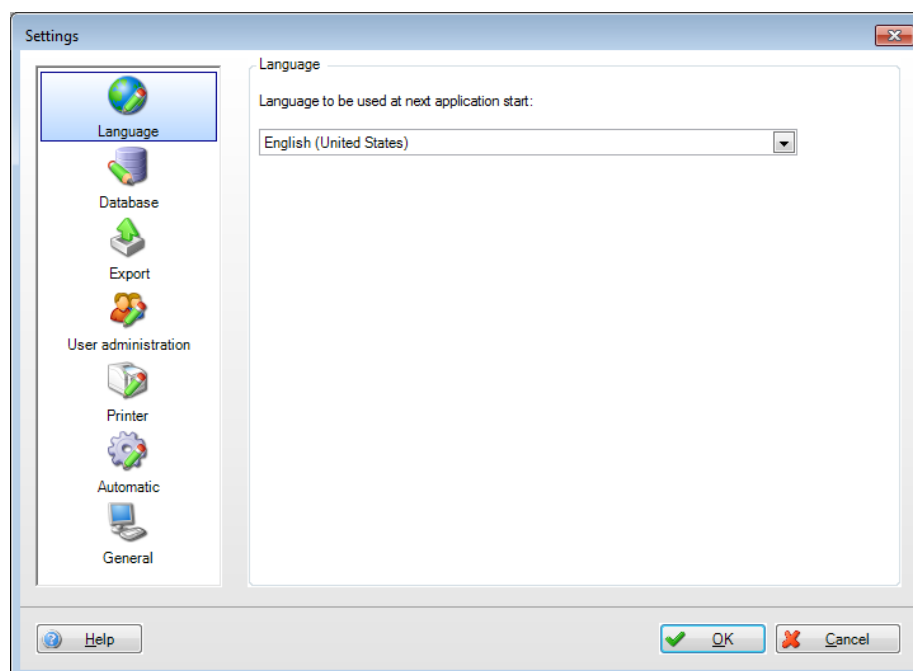 Settings
Language
Database
Export
User administration
Printer
Automatic
General
Language
Language to be used at next application start:
English (United States)
Help
OK
Cancel